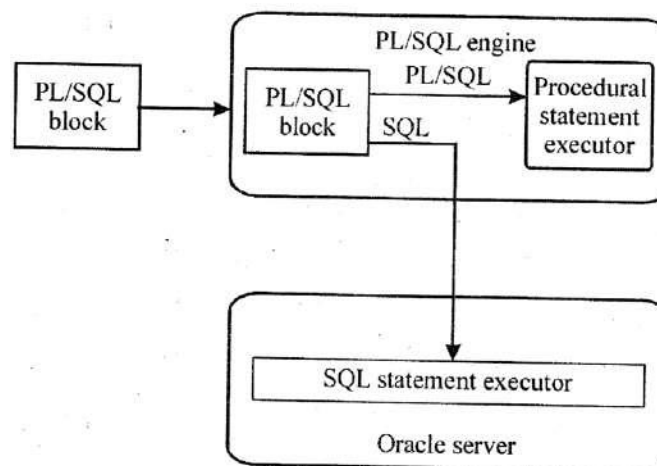 PL/SQL engine
PL/SQL
block
PL/SQL
block
PL/SQL
SQL
Procedural
statement
executor
SQL statement executor
Oracle server